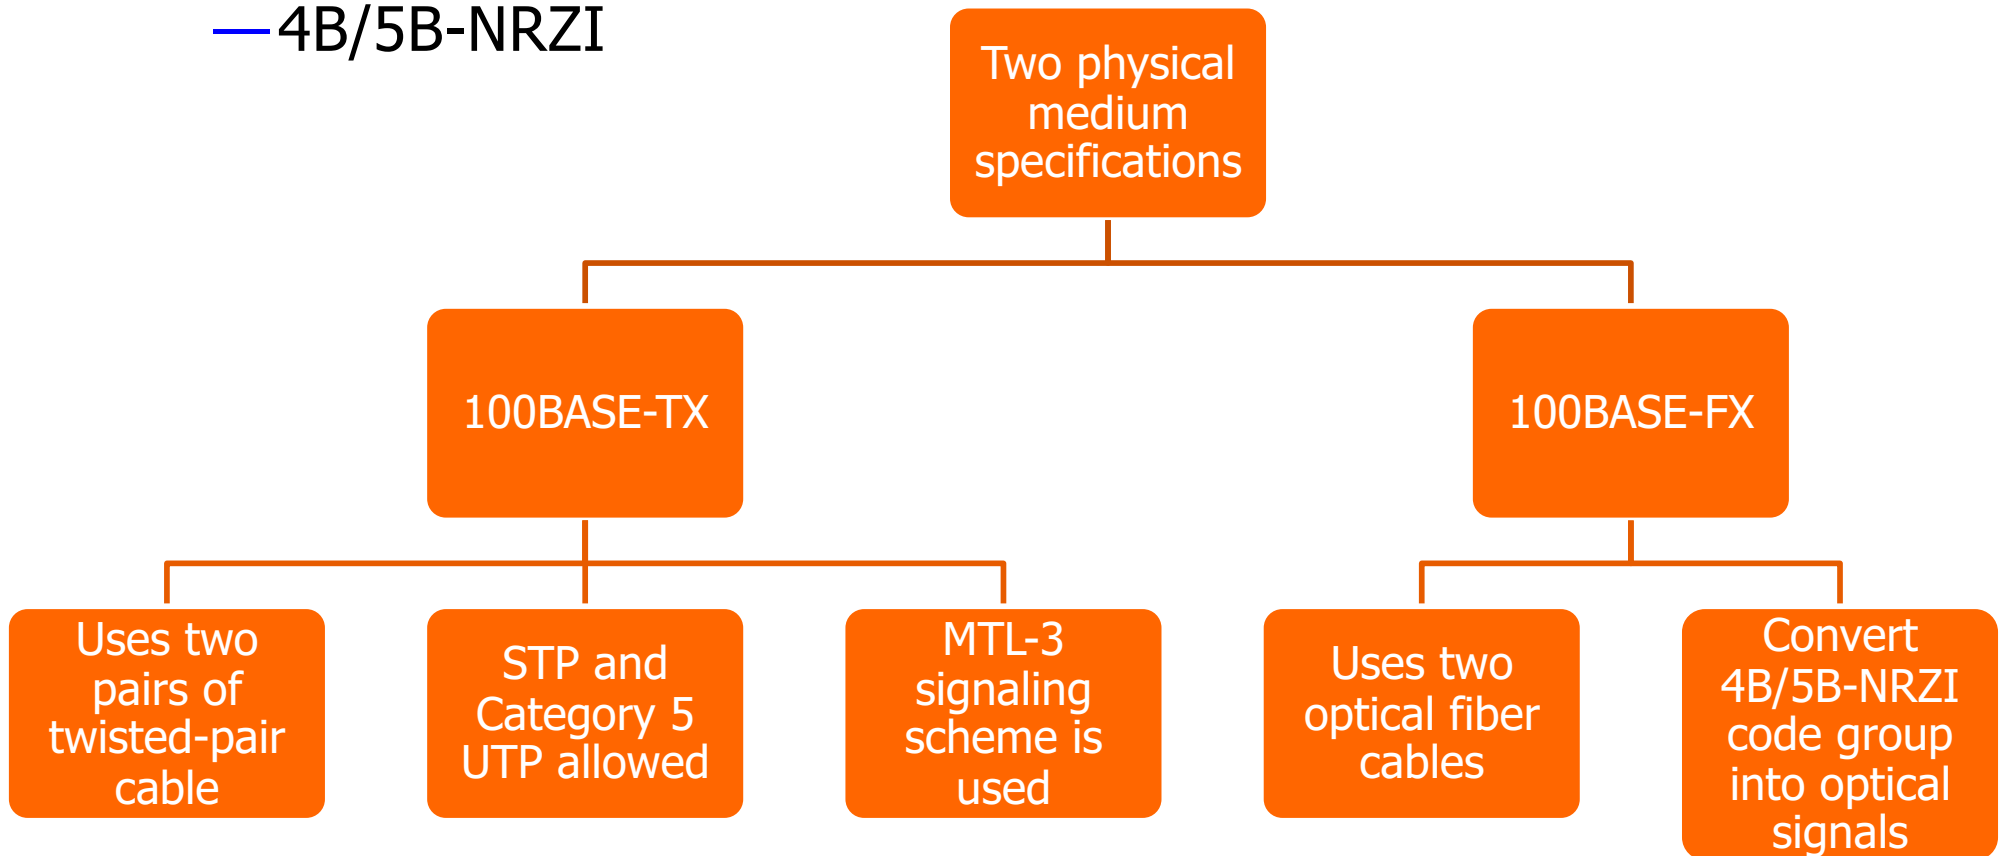 —4B/5B-NRZI
Two physical
medium
specifications
100BASE-TX
100BASE-FX
Uses two
pairs of
twisted-pair
cable
STP and
Category 5
UTP allowed
MTL-3
signaling
scheme is
used
Uses two
optical fiber
cables
Convert
4B/5B-NRZI
code group
into optical
signals